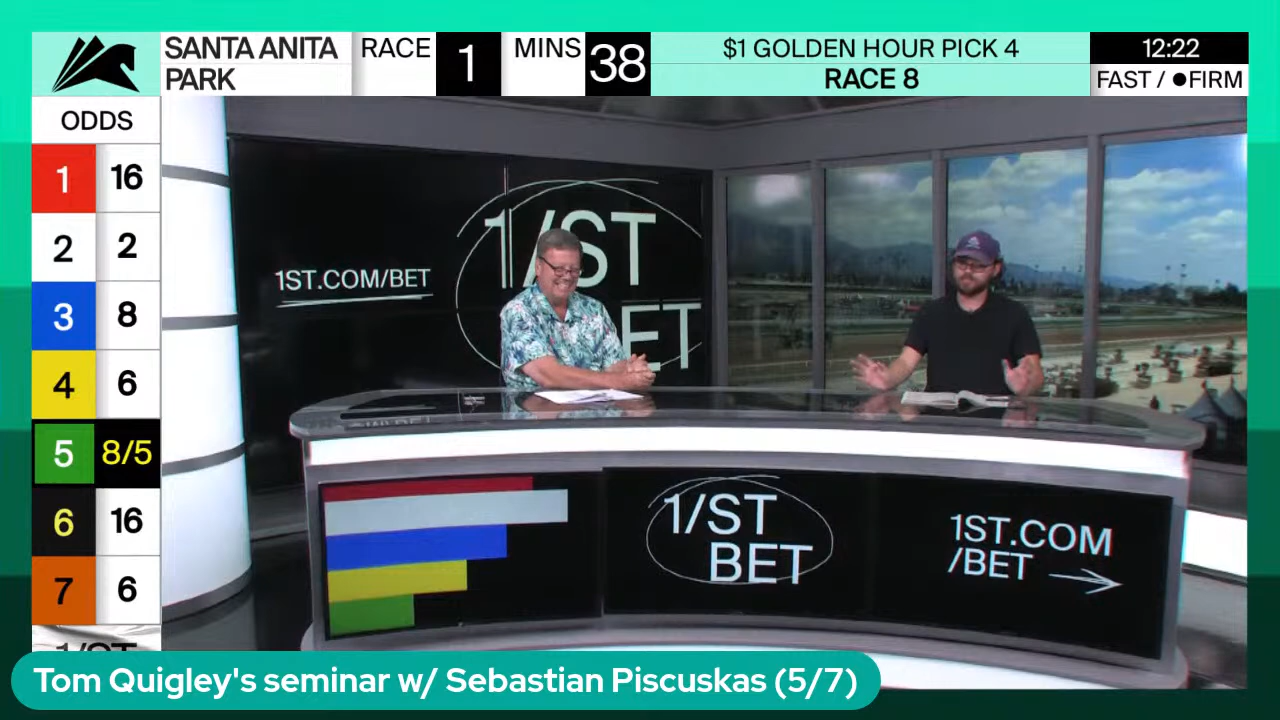 SANTA ANITA
PARK
RACE
1
MINS
38
$1 GOLDEN HOUR PICK 4
RACE 8
12:22
FAST / ●FIRM
ODDS
1 16
2 2
3 8
4 6
5 8/5
6 16
7 6
1/ST
1ST.COM/BET
1/ST
BET
1/ST
BET
1ST.COM
/BET
Tom Quigley's seminar w/ Sebastian Piscuskas (5/7)